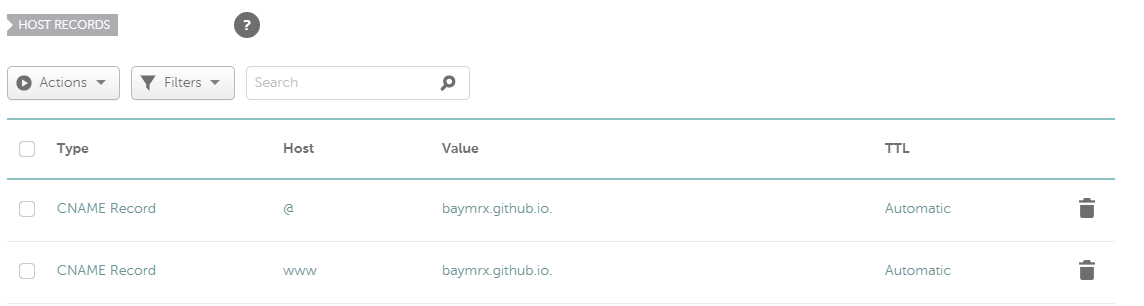 HOST RECORDS ?
Actions Filters Search
Type Host Value TTL
CNAME Record @ baymrx.github.io. Automatic
CNAME Record www baymrx.github.io. Automatic